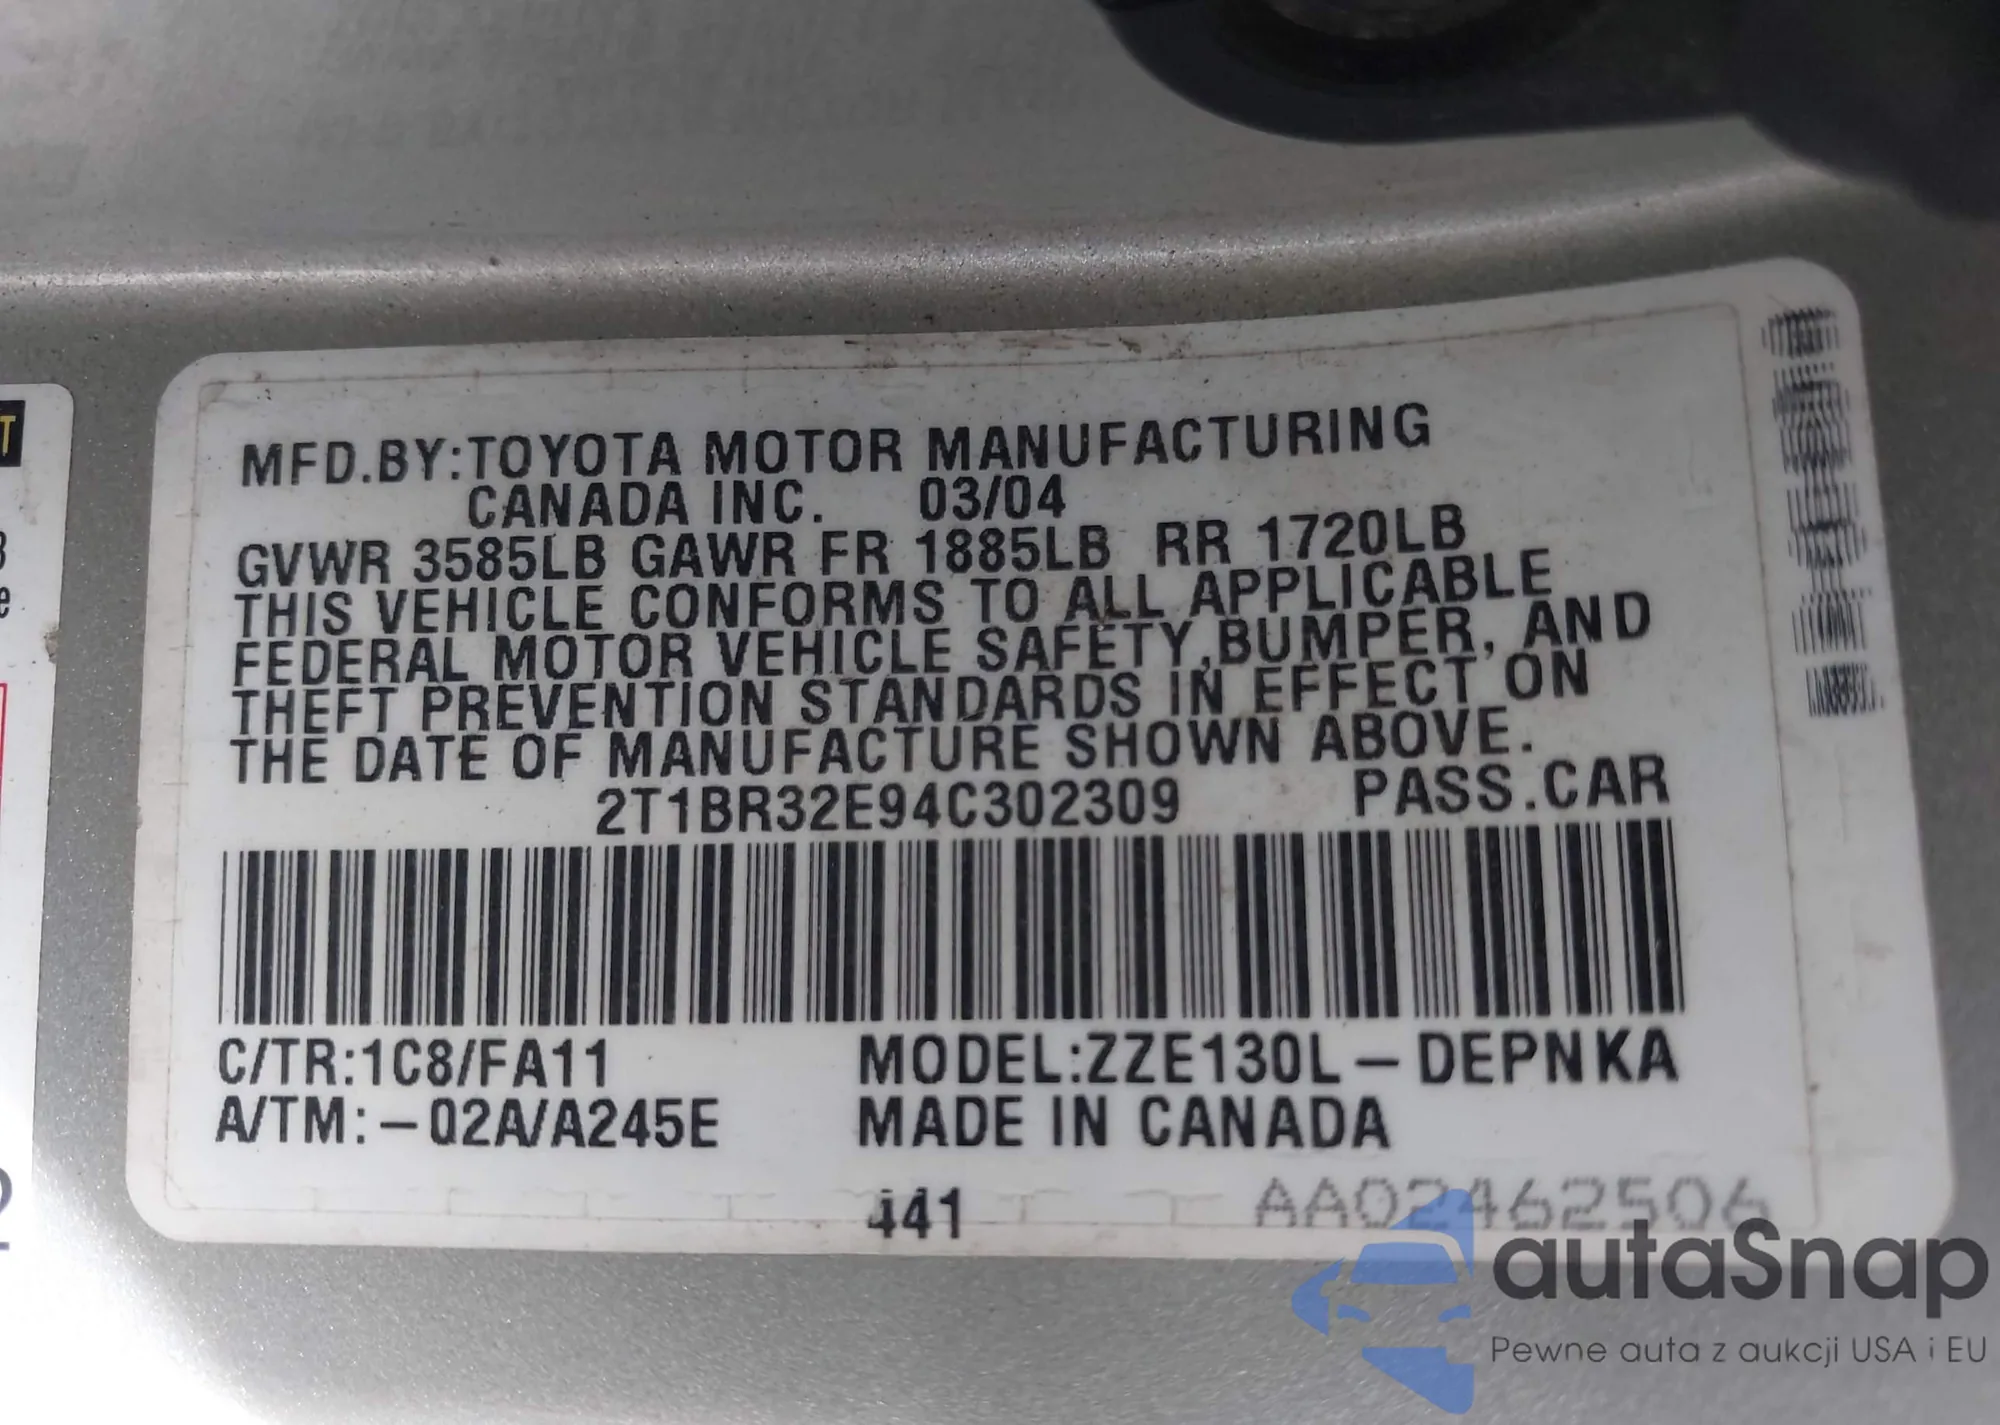 MFD.BY:TOYOTA MOTOR MANUFACTURING
CANADA INC. 03/04
GVWR 3585LB GAWR FR 1885LB RR 1720LB
THIS VEHICLE CONFORMS TO ALL APPLICABLE
FEDERAL MOTOR VEHICLE SAFETY,BUMPER, AND
THEFT PREVENTION STANDARDS IN EFFECT ON
THE DATE OF MANUFACTURE SHOWN ABOVE.
2T1BR32E94C302309 PASS.CAR
C/TR:1C8/FA11 MODEL:ZZE130L-DEPNKA
A/TM:-02A/A245E MADE IN CANADA
441 AA02462506
autaSnap
Pewne auta z aukcji USA i EU